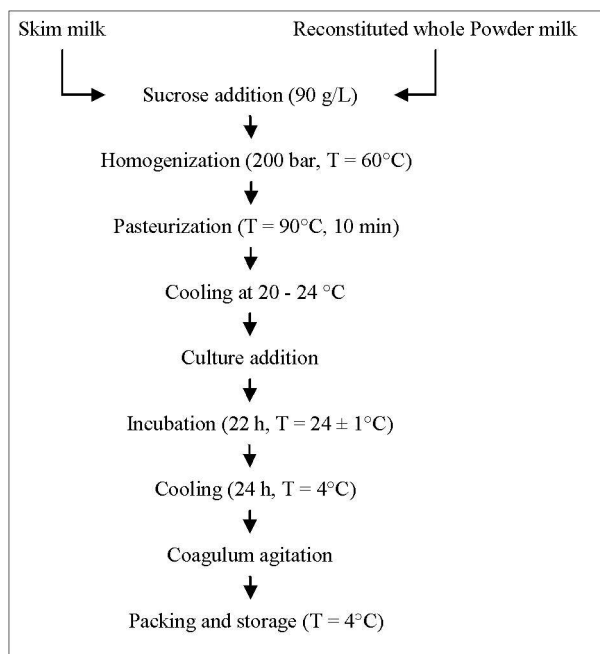 Skim milk
Reconstituted whole Powder milk
Sucrose addition (90 g/L)
Homogenization (200 bar, T = 60°C)
Pasteurization (T = 90°C, 10 min)
Cooling at 20 - 24 °C
Culture addition
Incubation (22 h, T = 24 ± 1°C)
Cooling (24 h, T = 4°C)
Coagulum agitation
Packing and storage (T = 4°C)